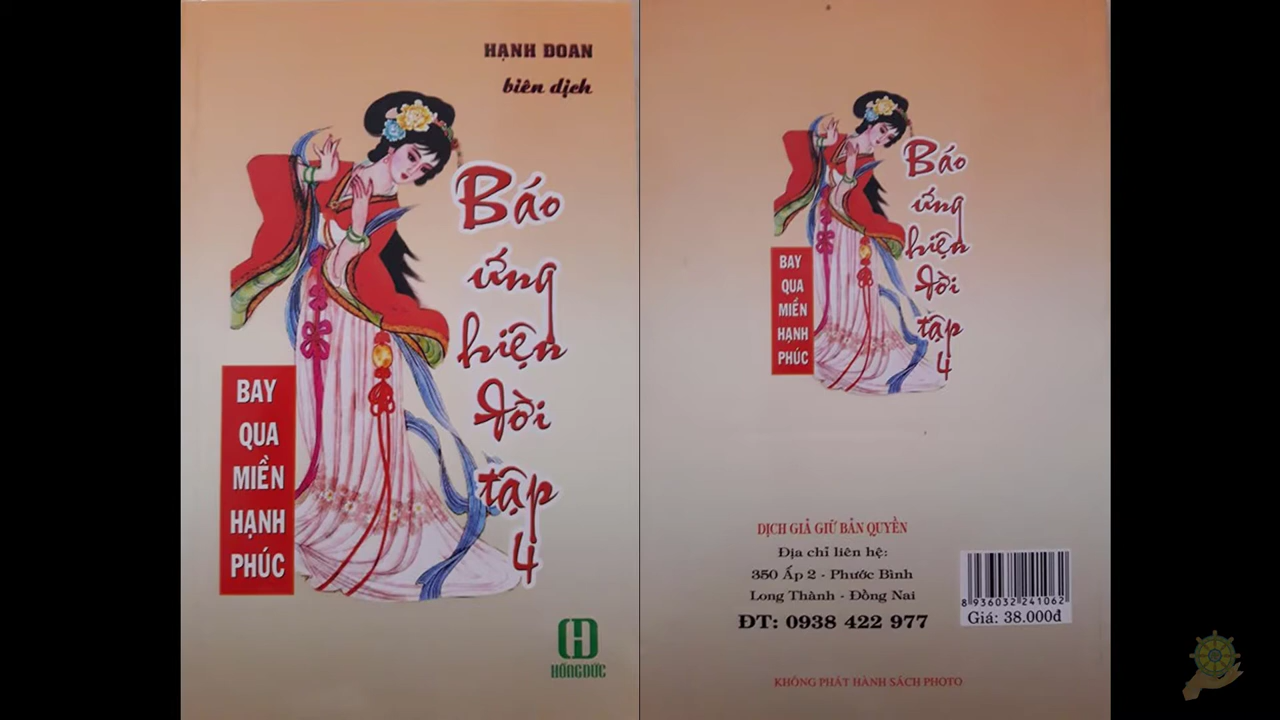 HẠNH ĐOAN
biên dịch
Báo
ứng
hiện
đời
tập
4
BAY
QUA
MIỀN
HẠNH
PHÚC
HỒNG ĐỨC
Báo
ứng
hiện
đời
tập
4
BAY
QUA
MIỀN
HẠNH
PHÚC
DỊCH GIẢ GIỮ BẢN QUYỀN
Địa chỉ liên hệ:
350 Ấp 2 - Phước Bình
Long Thành - Đồng Nai
ĐT: 0938 422 977
8 936032 241062
Giá: 38.000đ
KHÔNG PHÁT HÀNH SÁCH PHOTO